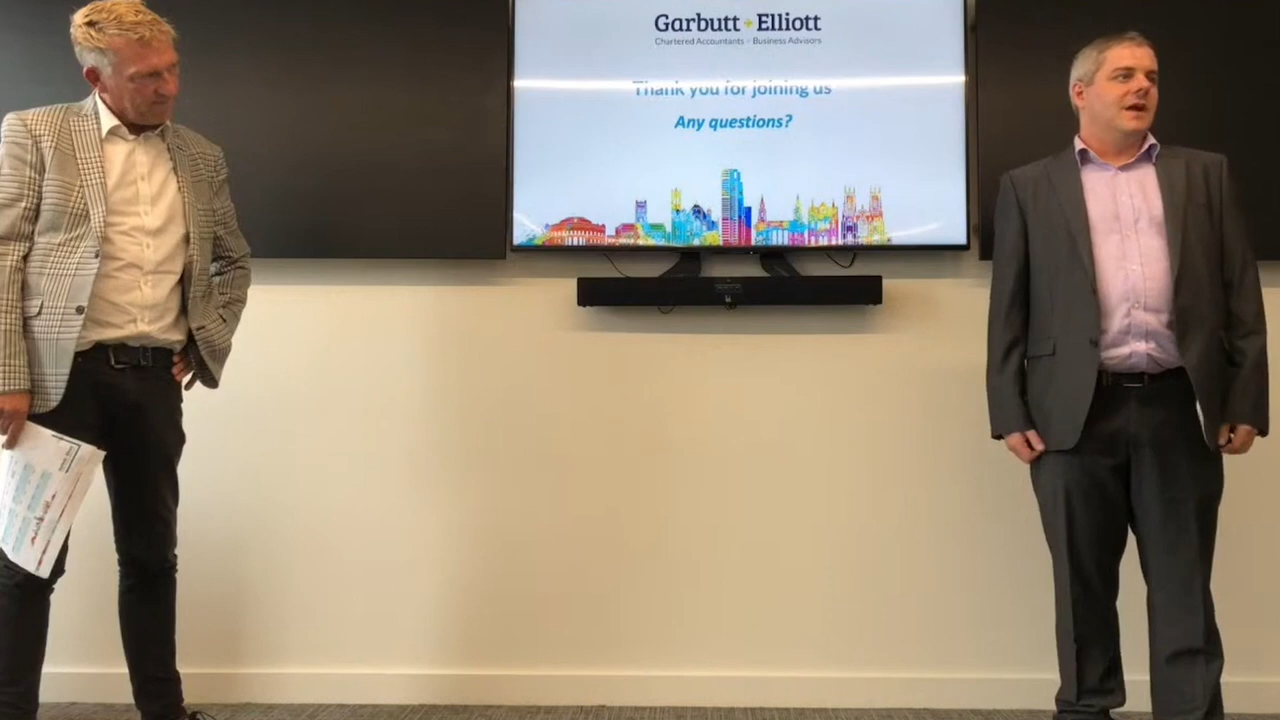 Garbutt + Elliott
Chartered Accountants + Business Advisors
Thank you for joining us
Any questions?